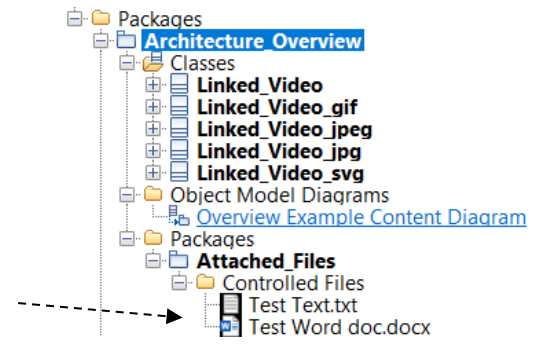 Packages
Architecture_Overview
Classes
Linked_Video
Linked_Video_gif
Linked_Video_jpeg
Linked_Video_jpg
Linked_Video_svg
Object Model Diagrams
Overview Example Content Diagram
Packages
Attached_Files
Controlled Files
Test Text.txt
Test Word doc.docx